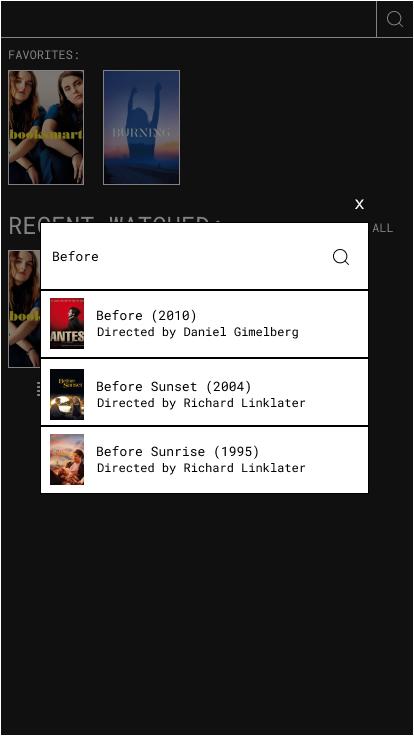 FAVORITES:
booksmart
BURNING
X
RECENT WATCHED:
ALL
Before
Before (2010)
Directed by Daniel Gimelberg
ANTES
Before Sunset (2004)
Directed by Richard Linklater
Before
Sunset
Before Sunrise (1995)
Directed by Richard Linklater